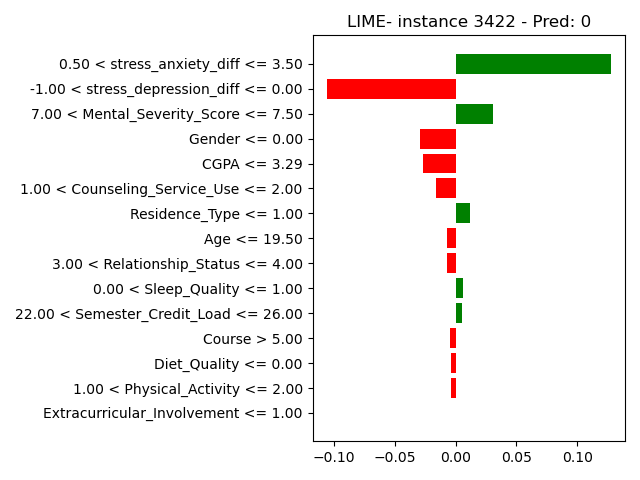 LIME- instance 3422 - Pred: 0
0.50 < stress_anxiety_diff <= 3.50
-1.00 < stress_depression_diff <= 0.00
7.00 < Mental_Severity_Score <= 7.50
Gender <= 0.00
CGPA <= 3.29
1.00 < Counseling_Service_Use <= 2.00
Residence_Type <= 1.00
Age <= 19.50
3.00 < Relationship_Status <= 4.00
0.00 < Sleep_Quality <= 1.00
22.00 < Semester_Credit_Load <= 26.00
Course > 5.00
Diet_Quality <= 0.00
1.00 < Physical_Activity <= 2.00
Extracurricular_Involvement <= 1.00
−0.10 −0.05 0.00 0.05 0.10